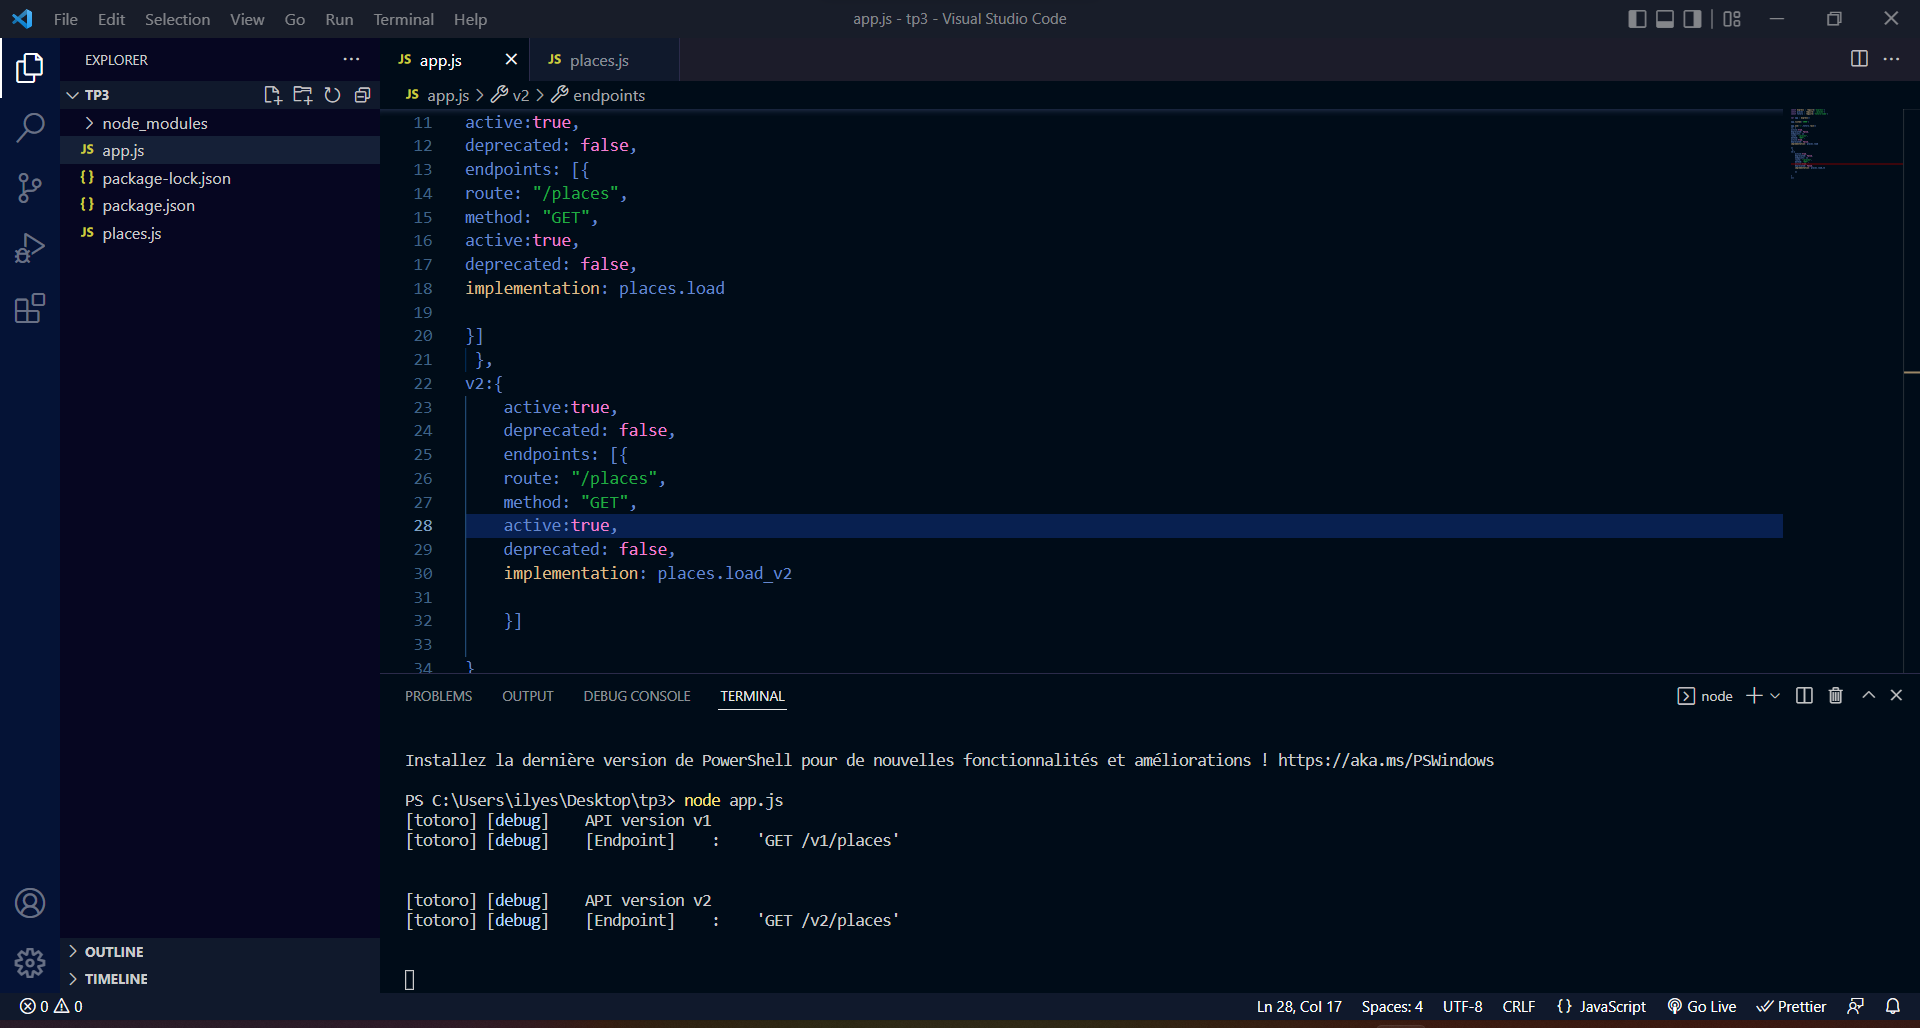 File Edit Selection View Go Run Terminal Help
app.js - tp3 - Visual Studio Code
EXPLORER
TP3
node_modules
JS app.js
{} package-lock.json
{} package.json
JS places.js
JS app.js
JS places.js
JS app.js > v2 > endpoints
11 active:true,
12 deprecated: false,
13 endpoints: [{
14 route: "/places",
15 method: "GET",
16 active:true,
17 deprecated: false,
18 implementation: places.load
19
20 }]
21 },
22 v2:{
23 active:true,
24 deprecated: false,
25 endpoints: [{
26 route: "/places",
27 method: "GET",
28 active:true,
29 deprecated: false,
30 implementation: places.load_v2
31
32 }]
33
34 }
PROBLEMS OUTPUT DEBUG CONSOLE TERMINAL
node
Installez la dernière version de PowerShell pour de nouvelles fonctionnalités et améliorations ! https://aka.ms/PSWindows
PS C:\Users\ilyes\Desktop\tp3> node app.js
[totoro] [debug] API version v1
[totoro] [debug] [Endpoint] : 'GET /v1/places'
[totoro] [debug] API version v2
[totoro] [debug] [Endpoint] : 'GET /v2/places'
OUTLINE
TIMELINE
0 0
Ln 28, Col 17 Spaces: 4 UTF-8 CRLF {} JavaScript Go Live Prettier